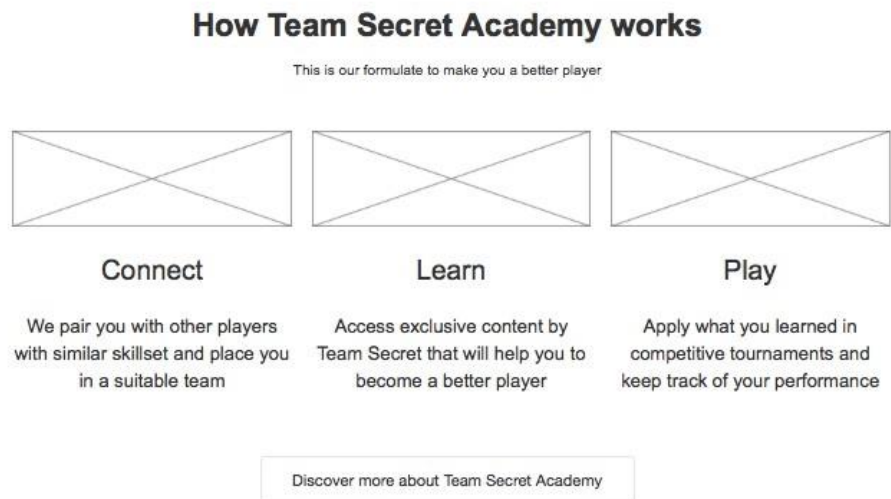 How Team Secret Academy works
This is our formulate to make you a better player
Connect
We pair you with other players
with similar skillset and place you
in a suitable team
Learn
Access exclusive content by
Team Secret that will help you to
become a better player
Play
Apply what you learned in
competitive tournaments and
keep track of your performance
Discover more about Team Secret Academy